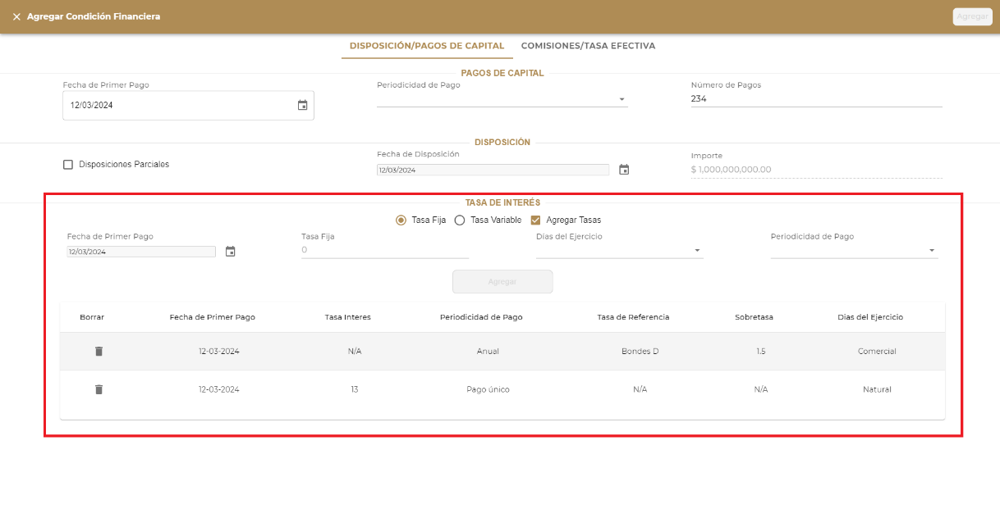 Agregar Condición Financiera
Agregar
DISPOSICIÓN/PAGOS DE CAPITAL COMISIONES/TASA EFECTIVA
PAGOS DE CAPITAL
Fecha de Primer Pago Periodicidad de Pago Número de Pagos
12/03/2024 234
DISPOSICIÓN
Disposiciones Parciales Fecha de Disposición Importe
12/03/2024 $ 1,000,000,000.00
TASA DE INTERÉS
Tasa Fija Tasa Variable Agregar Tasas
Fecha de Primer Pago Tasa Fija Días del Ejercicio Periodicidad de Pago
12/03/2024 0
Agregar
Borrar Fecha de Primer Pago Tasa Interes Periodicidad de Pago Tasa de Referencia Sobretasa Dias del Ejercicio
12-03-2024 N/A Anual Bondes D 1.5 Comercial
12-03-2024 13 Pago único N/A N/A Natural